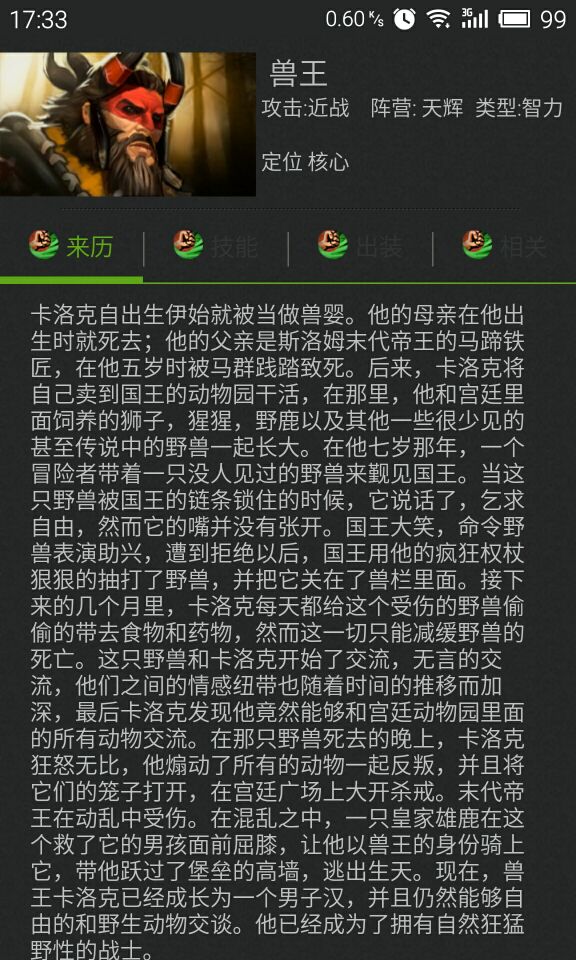 17:33 0.60 K/s 3G 99
兽王
攻击:近战 阵营: 天辉 类型:智力
定位 核心
来历 技能 出装 相关
卡洛克自出生伊始就被当做兽婴。他的母亲在他出
生时就死去；他的父亲是斯洛姆末代帝王的马蹄铁
匠，在他五岁时被马群践踏致死。后来，卡洛克将
自己卖到国王的动物园干活，在那里，他和宫廷里
面饲养的狮子，猩猩，野鹿以及其他一些很少见的
甚至传说中的野兽一起长大。在他七岁那年，一个
冒险者带着一只没人见过的野兽来觐见国王。当这
只野兽被国王的链条锁住的时候，它说话了，乞求
自由，然而它的嘴并没有张开。国王大笑，命令野
兽表演助兴，遭到拒绝以后，国王用他的疯狂权杖
狠狠的抽打了野兽，并把它关在了兽栏里面。接下
来的几个月里，卡洛克每天都给这个受伤的野兽偷
偷的带去食物和药物，然而这一切只能减缓野兽的
死亡。这只野兽和卡洛克开始了交流，无言的交
流，他们之间的情感纽带也随着时间的推移而加
深，最后卡洛克发现他竟然能够和宫廷动物园里面
的所有动物交流。在那只野兽死去的晚上，卡洛克
狂怒无比，他煽动了所有的动物一起反叛，并且将
它们的笼子打开，在宫廷广场上大开杀戒。末代帝
王在动乱中受伤。在混乱之中，一只皇家雄鹿在这
个救了它的男孩面前屈膝，让他以兽王的身份骑上
它，带他跃过了堡垒的高墙，逃出生天。现在，兽
王卡洛克已经成长为一个男子汉，并且仍然能够自
由的和野生动物交谈。他已经成为了拥有自然狂猛
野性的战士。